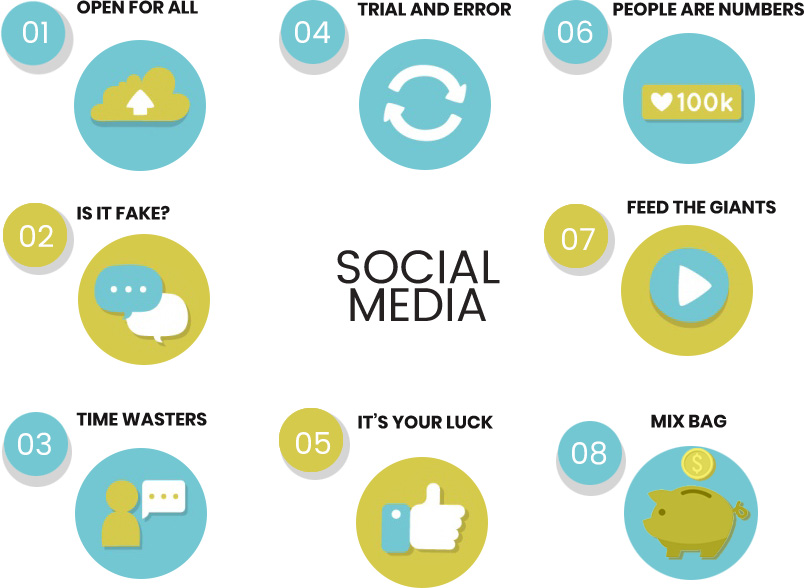 01
OPEN FOR ALL
02
IS IT FAKE?
03
TIME WASTERS
04
TRIAL AND ERROR
SOCIAL
MEDIA
05
IT'S YOUR LUCK
06
PEOPLE ARE NUMBERS
100k
07
FEED THE GIANTS
08
MIX BAG
$